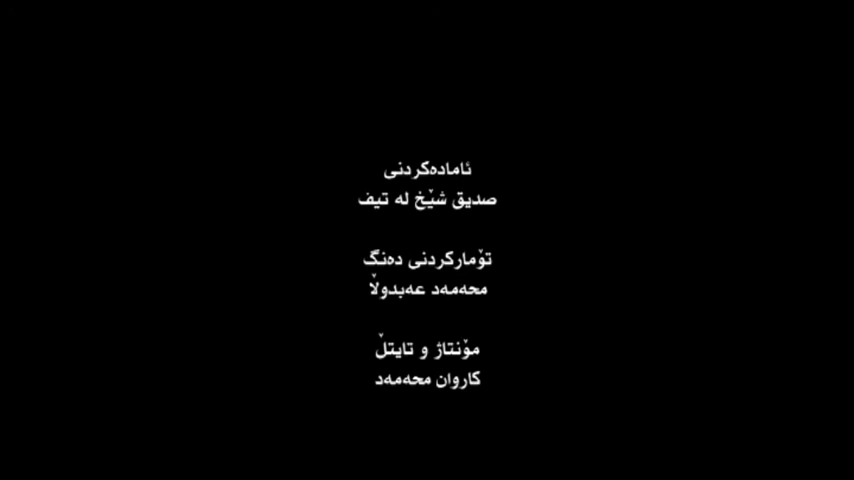 ئامادەکردنی
صدیق شێخ لە تیف
تۆمارکردنی دەنگ
محەمەد عەبدوڵا
مۆنتاژ و تایتڵ
کاروان محەمەد